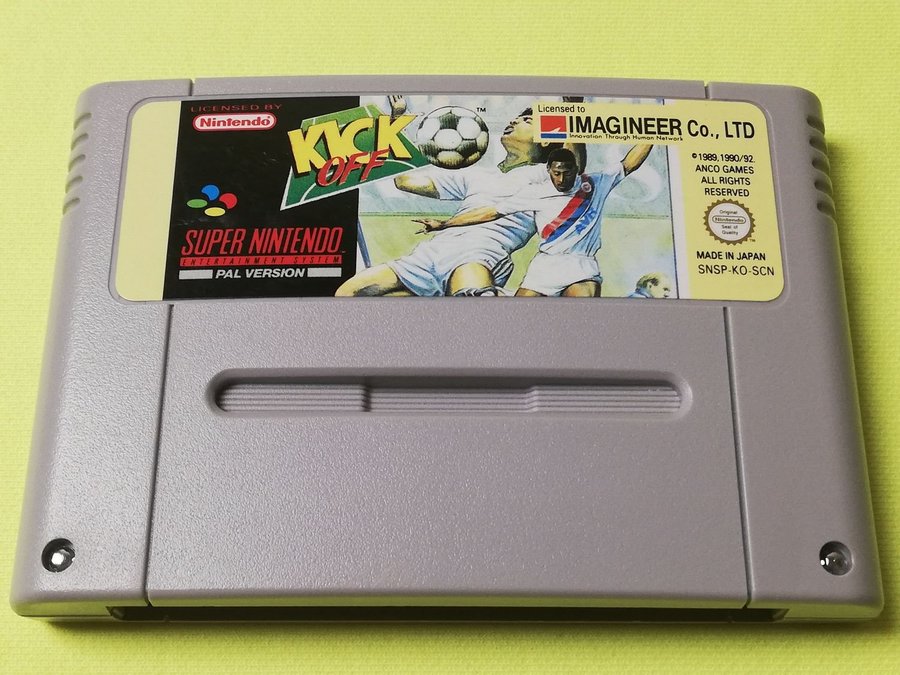 LICENSED BY
Nintendo
KICK
OFF
™
SUPER NINTENDO
ENTERTAINMENT SYSTEM
PAL VERSION
Licensed to
IMAGINEER Co., LTD
Innovation Through Human Network
©1989, 1990/92.
ANCO GAMES
ALL RIGHTS
RESERVED
Original
Nintendo
Seal of
Quality
™
MADE IN JAPAN
SNSP-KO-SCN